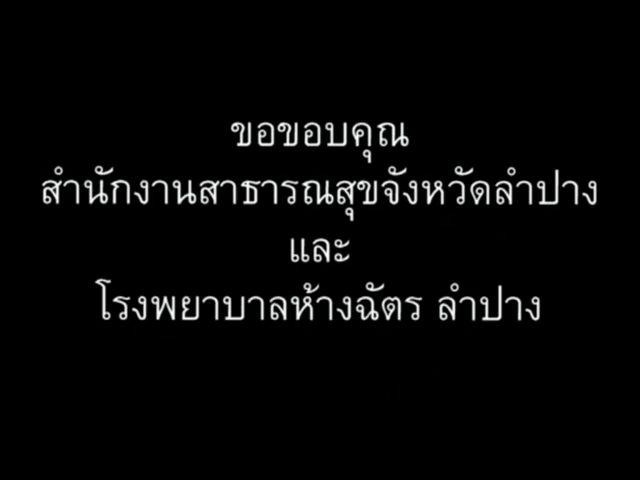 ขอขอบคุณ
สำนักงานสาธารณสุขจังหวัดลำปาง
และ
โรงพยาบาลห้างฉัตร ลำปาง